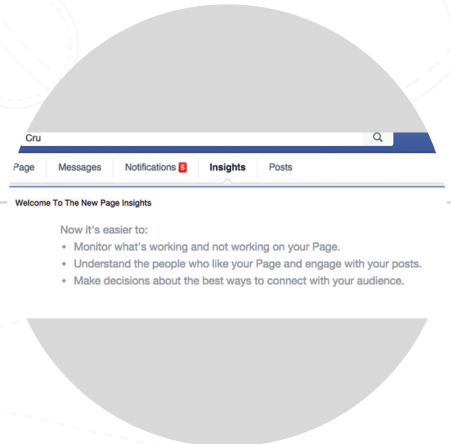 Cru
Page Messages Notifications 5 Insights Posts
Welcome To The New Page Insights
Now it's easier to:
• Monitor what's working and not working on your Page.
• Understand the people who like your Page and engage with your posts.
• Make decisions about the best ways to connect with your audience.